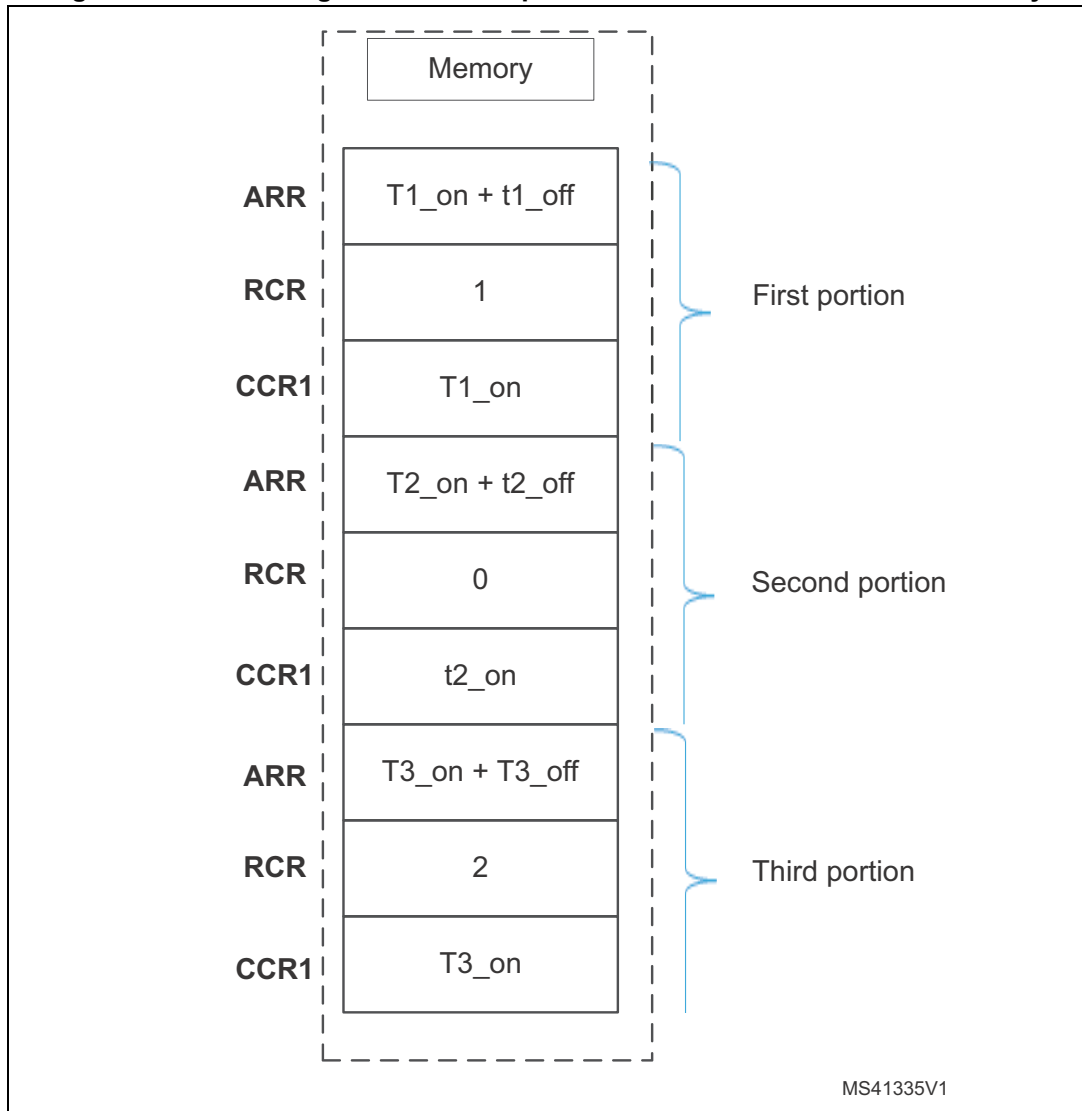 Memory
ARR T1_on + t1_off
RCR 1 First portion
CCR1 T1_on
ARR T2_on + t2_off
RCR 0 Second portion
CCR1 t2_on
ARR T3_on + T3_off
RCR 2 Third portion
CCR1 T3_on
MS41335V1